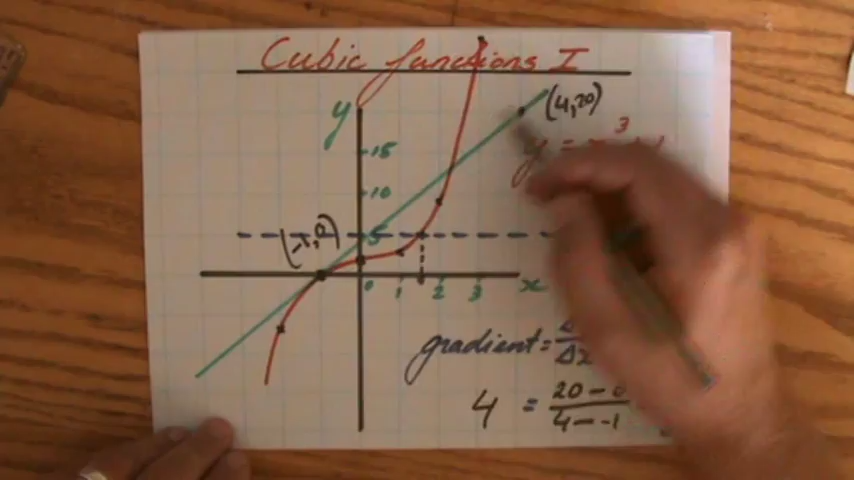 Cubic functions I
y
(4,20)
15
y =
10
(-1,0)
5
0 1 2 3 x
gradient =
4 = 20 - 0
4 - -1